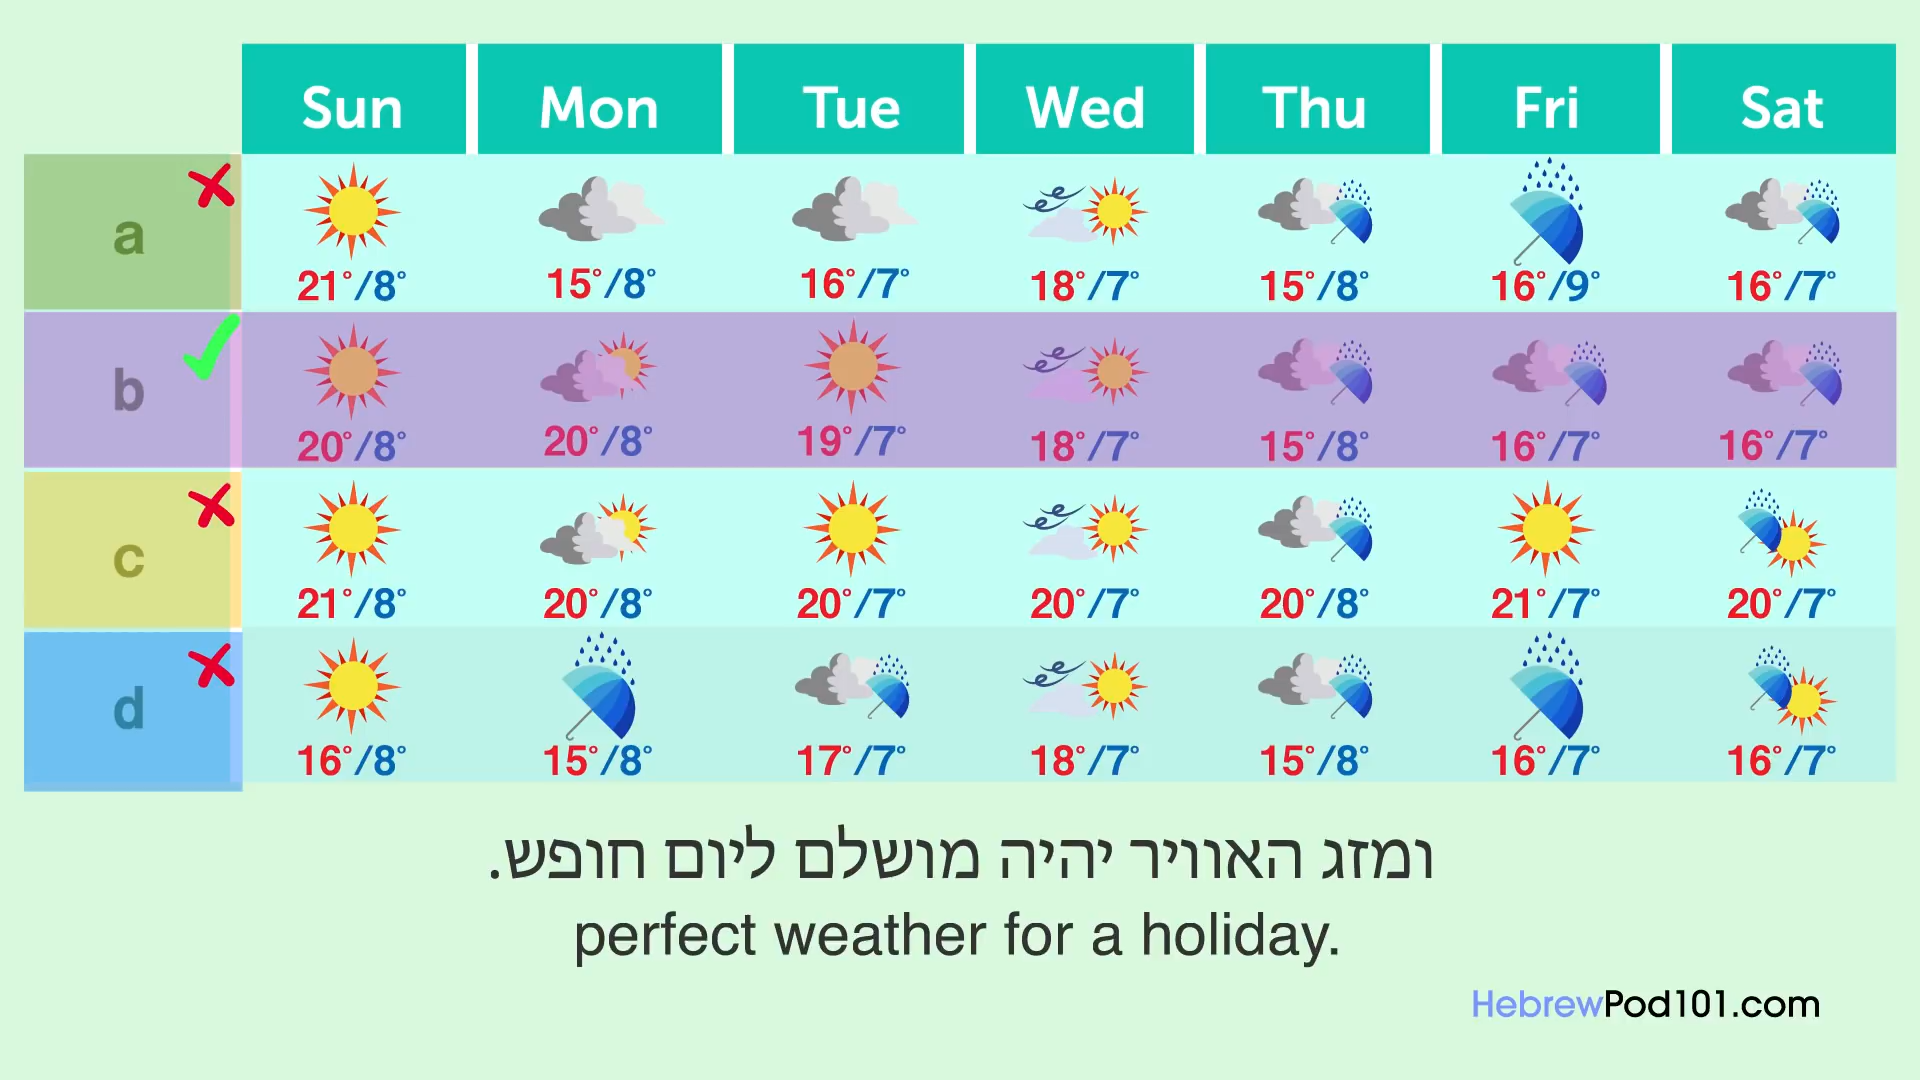 Sun Mon Tue Wed Thu Fri Sat
a 21°/8° 15°/8° 16°/7° 18°/7° 15°/8° 16°/9° 16°/7°
b 20°/8° 20°/8° 19°/7° 18°/7° 15°/8° 16°/7° 16°/7°
c 21°/8° 20°/8° 20°/7° 20°/7° 20°/8° 21°/7° 20°/7°
d 16°/8° 15°/8° 17°/7° 18°/7° 15°/8° 16°/7° 16°/7°
ומזג האוויר יהיה מושלם ליום חופש.
perfect weather for a holiday.
HebrewPod101.com